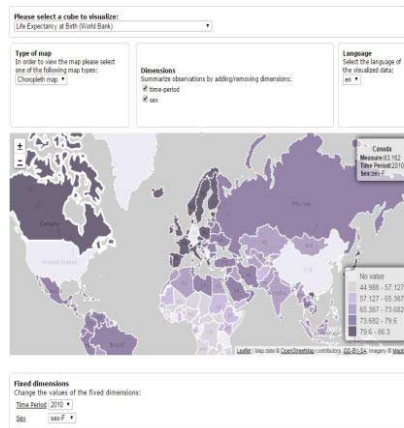 Please select a cube to visualize:
Life Expectancy at Birth (World Bank)
Type of map
In order to view the map please select
one of the following map types:
Choropleth map
Dimensions
Summarize observations by adding/removing dimensions:
time-period
sex
Language
Select the language of
the visualized data:
en
+
−
Canada
Measure:83.162
Time Period:2010
Sex:sex-F
Canada
United States
Brazil
No value
44.988 - 57.127
57.127 - 65.387
65.387 - 73.682
73.682 - 79.6
79.6 - 86.3
Leaflet | Map data © OpenStreetMap contributors, CC-BY-SA, Imagery ©
Fixed dimensions
Change the values of the fixed dimensions:
Time Period 2010
Sex sex-F